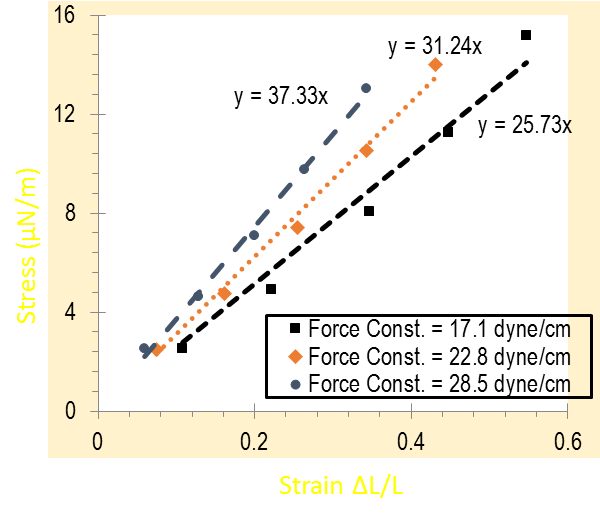 16
y = 31.24x
y = 37.33x
12
y = 25.73x
Stress (µN/m)
8
4
Force Const. = 17.1 dyne/cm
Force Const. = 22.8 dyne/cm
Force Const. = 28.5 dyne/cm
0
0 0.2 0.4 0.6
Strain ΔL/L